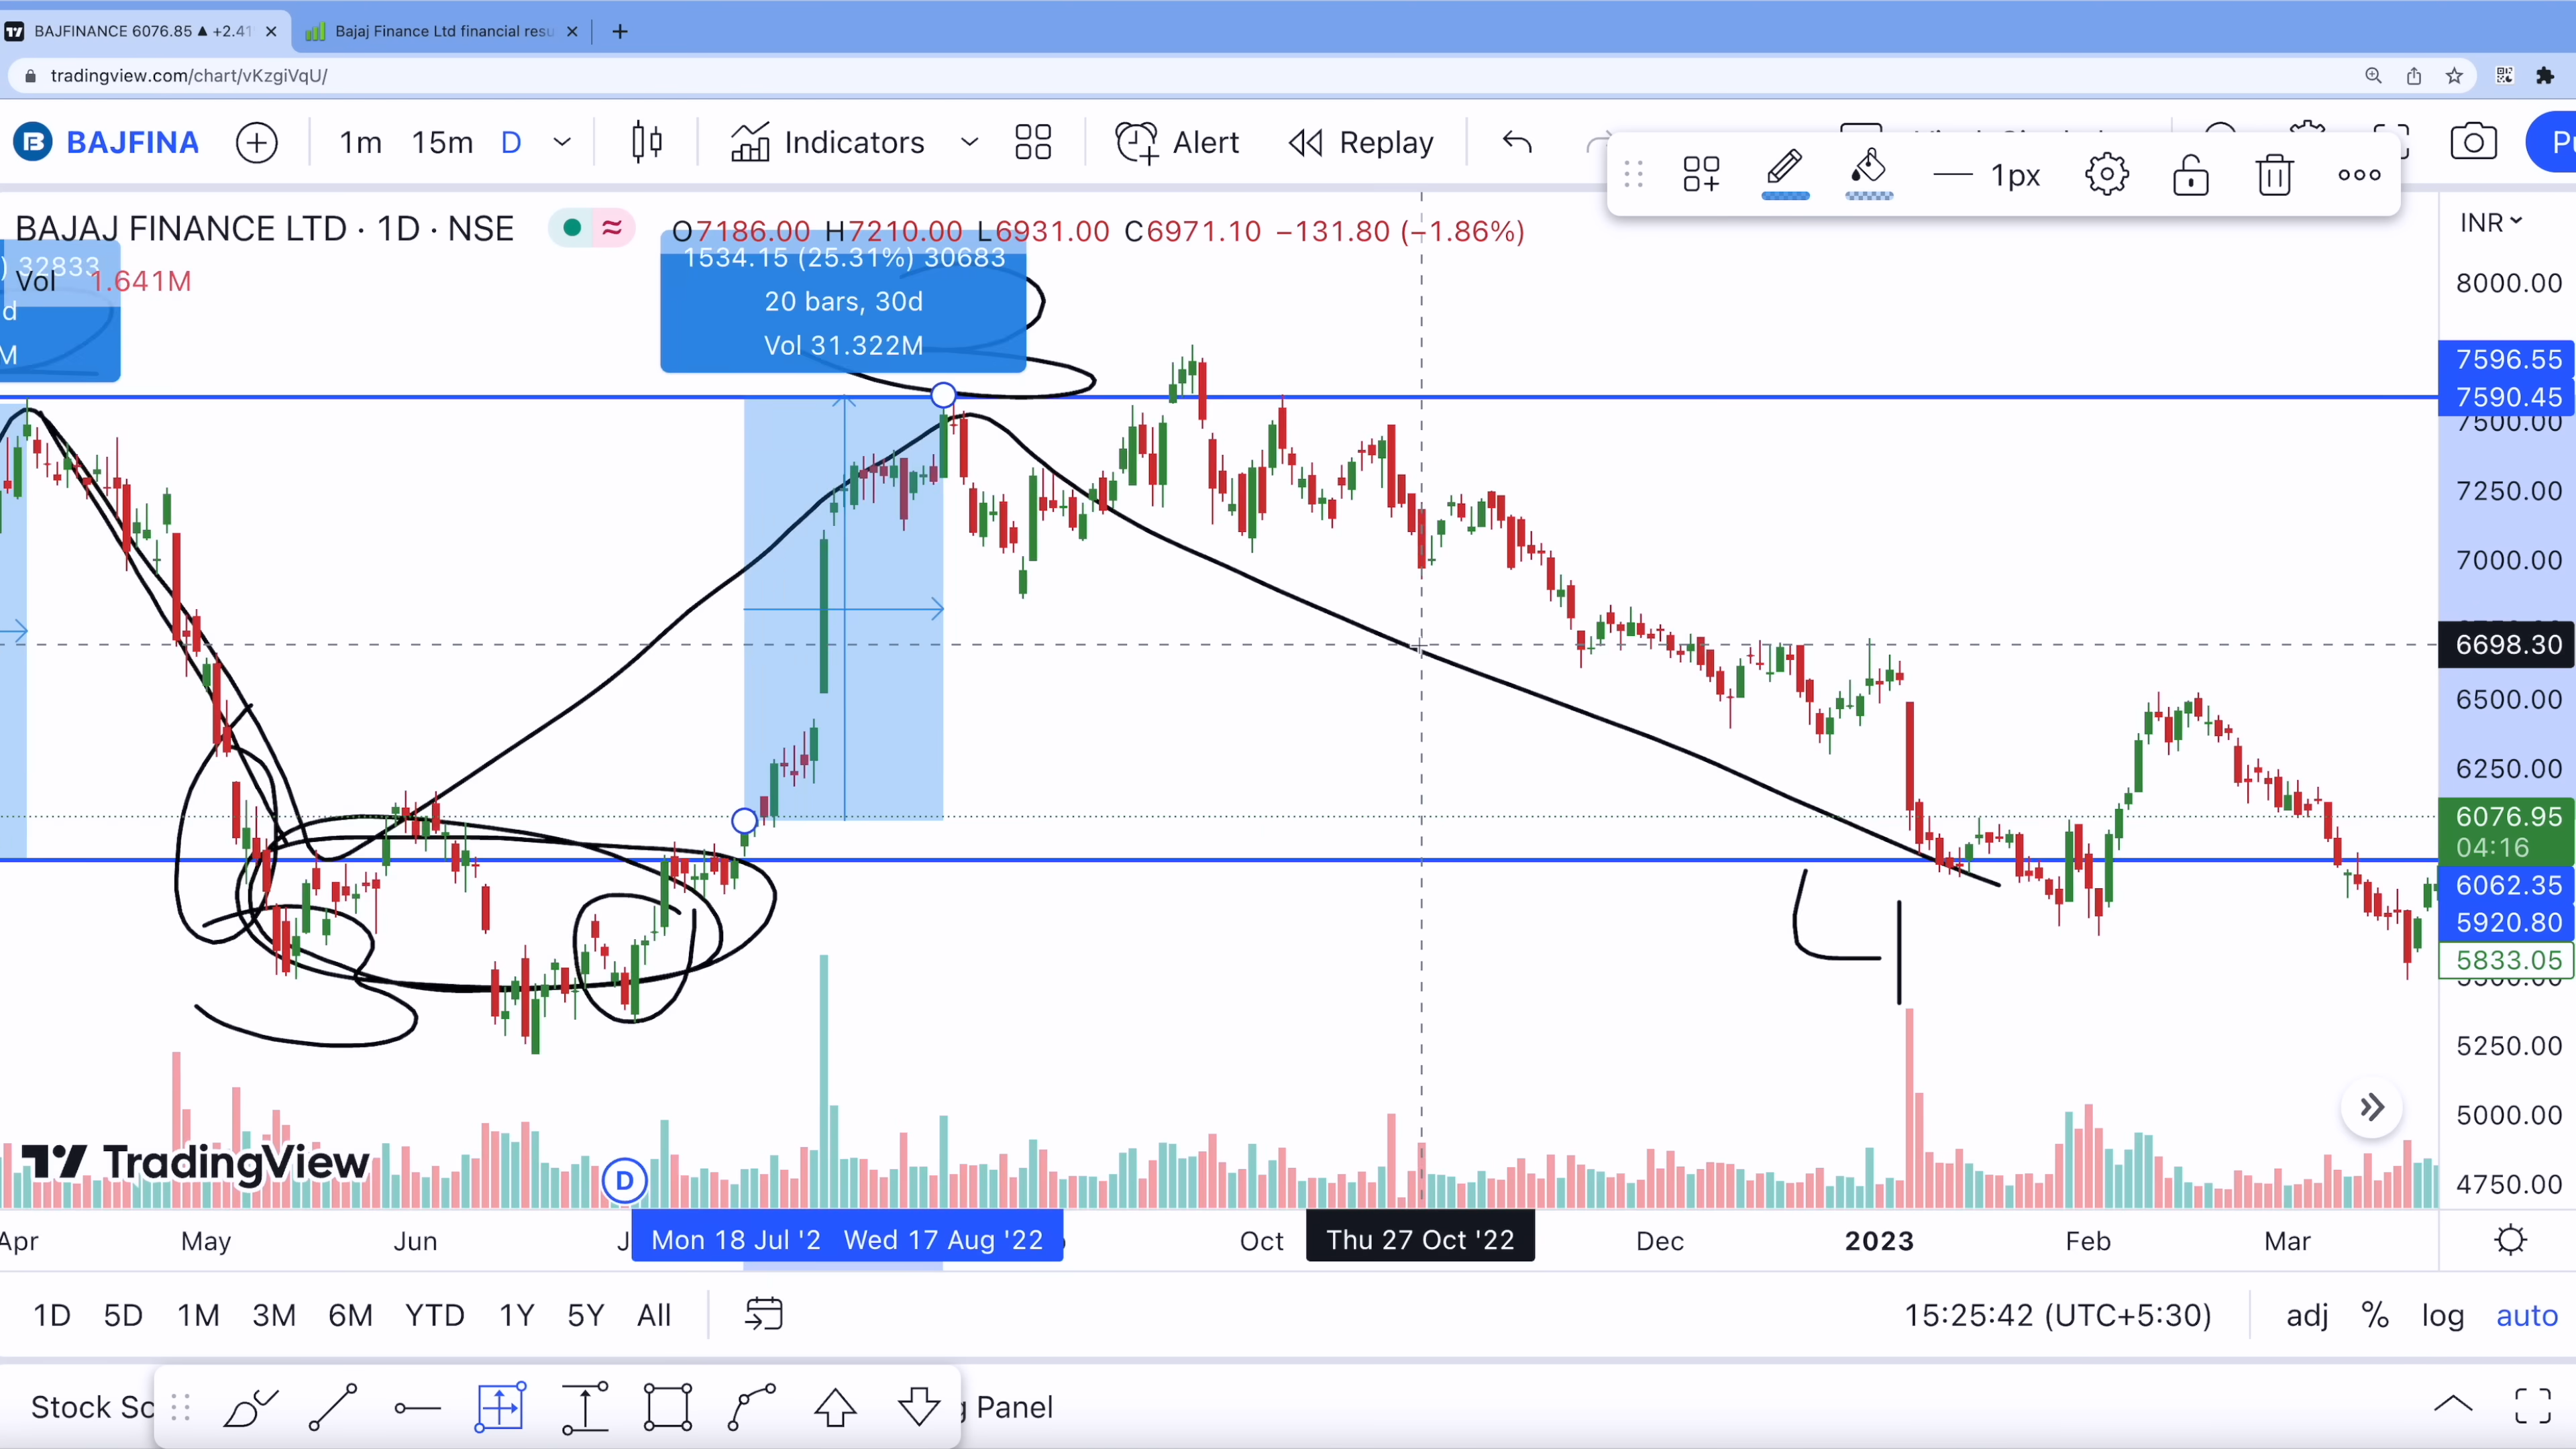 BAJFINANCE 6076.85 ▲ +2.41
Bajaj Finance Ltd financial resu
tradingview.com/chart/vKzgiVqU/
BAJFINA 1m 15m D Indicators Alert Replay
1px
BAJAJ FINANCE LTD · 1D · NSE O7186.00 H7210.00 L6931.00 C6971.10 −131.80 (−1.86%)
INR
) 32833
Vol 1.641M
d
M
1534.15 (25.31%) 30683
20 bars, 30d
Vol 31.322M
8000.00
7596.55
7590.45
7500.00
7250.00
7000.00
6698.30
6500.00
6250.00
6076.95
04:16
6062.35
5920.80
5833.05
5250.00
5000.00
4750.00
TradingView
D
Apr May Jun J Mon 18 Jul '2 Wed 17 Aug '22 Oct Thu 27 Oct '22 Dec 2023 Feb Mar
1D 5D 1M 3M 6M YTD 1Y 5Y All 15:25:42 (UTC+5:30) adj % log auto
Stock Sc Panel